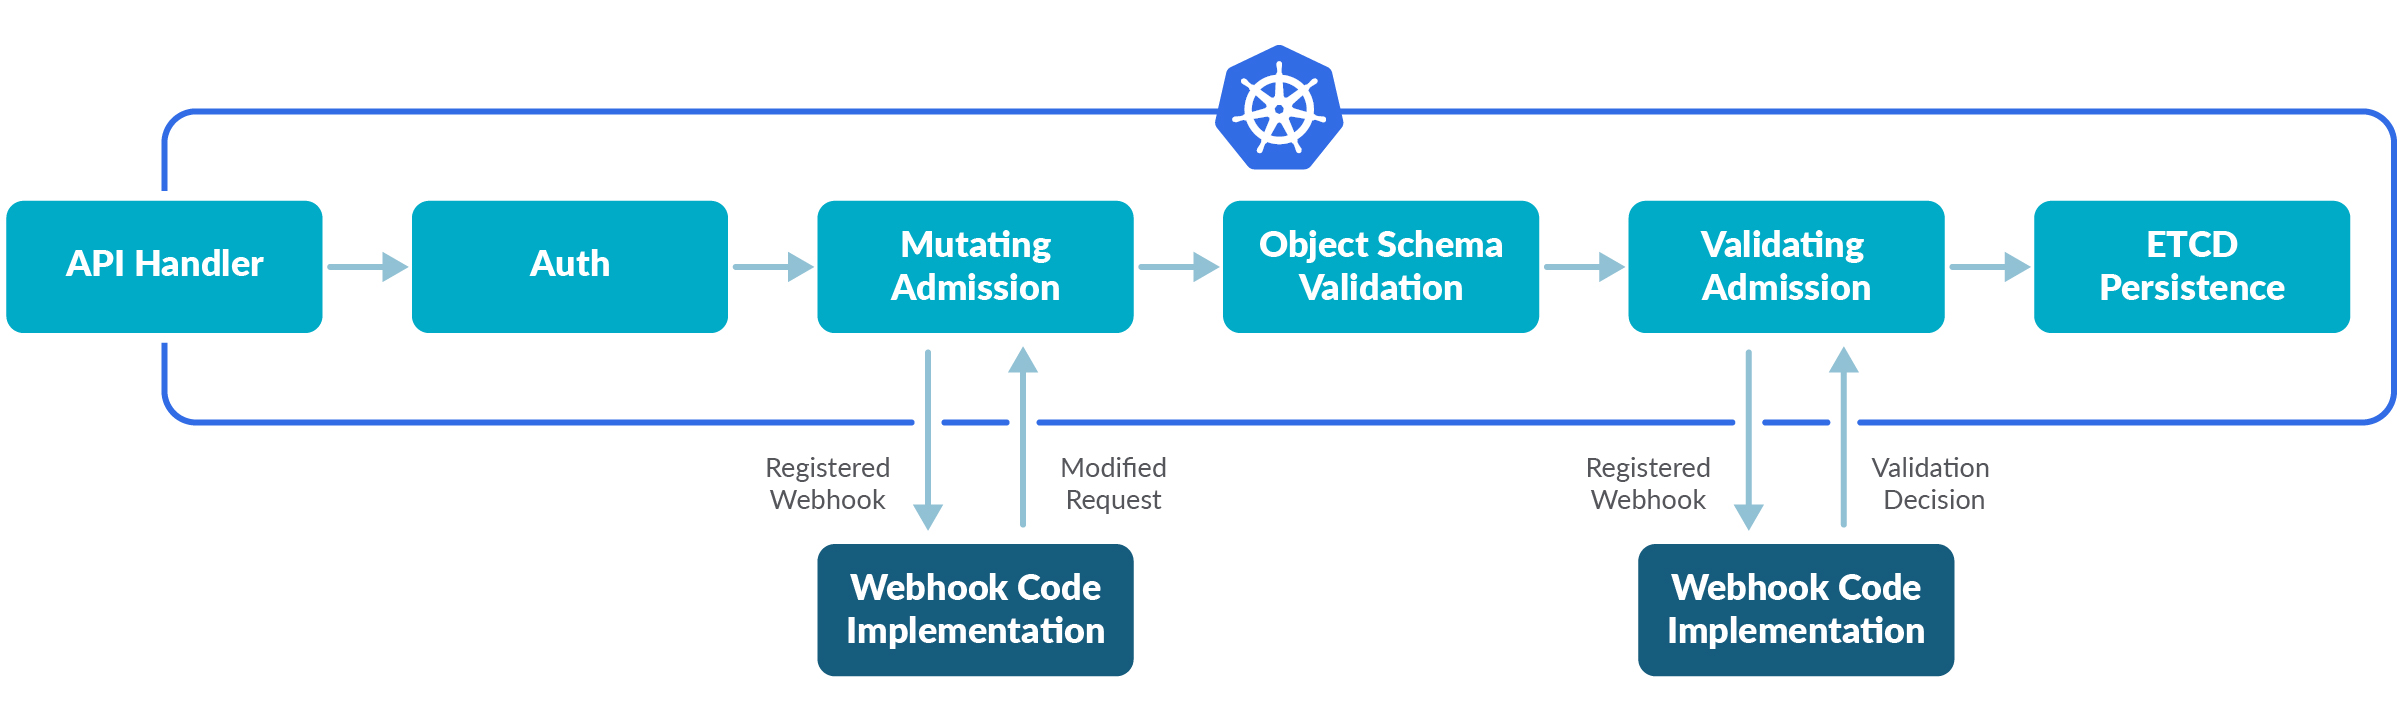 API Handler
Auth
Mutating
Admission
Object Schema
Validation
Validating
Admission
ETCD
Persistence
Registered
Webhook
Modified
Request
Registered
Webhook
Validation
Decision
Webhook Code
Implementation
Webhook Code
Implementation